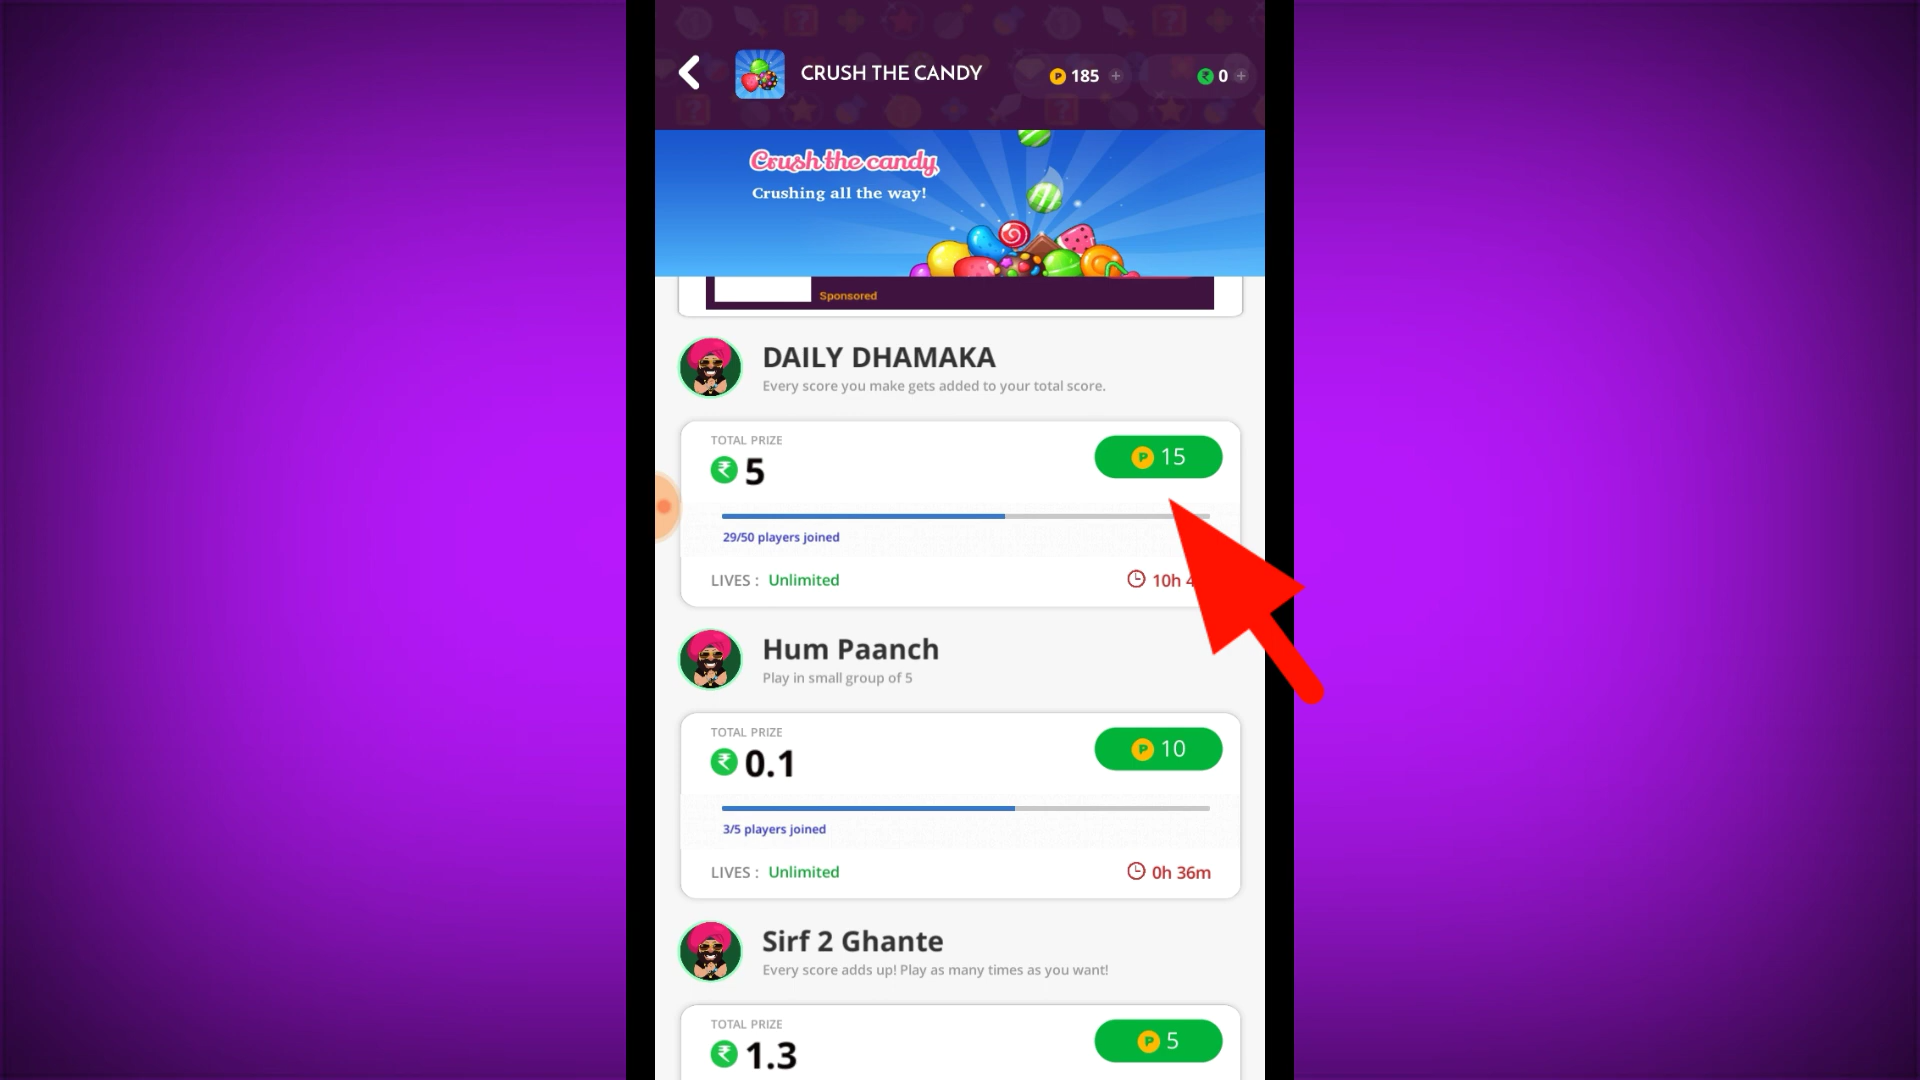 CRUSH THE CANDY
P 185 +
₹ 0 +
Crush the candy
Crushing all the way!
Sponsored
DAILY DHAMAKA
Every score you make gets added to your total score.
TOTAL PRIZE
₹ 5
P 15
29/50 players joined
LIVES : Unlimited
10h
Hum Paanch
Play in small group of 5
TOTAL PRIZE
₹ 0.1
P 10
3/5 players joined
LIVES : Unlimited
0h 36m
Sirf 2 Ghante
Every score adds up! Play as many times as you want!
TOTAL PRIZE
₹ 1.3
P 5